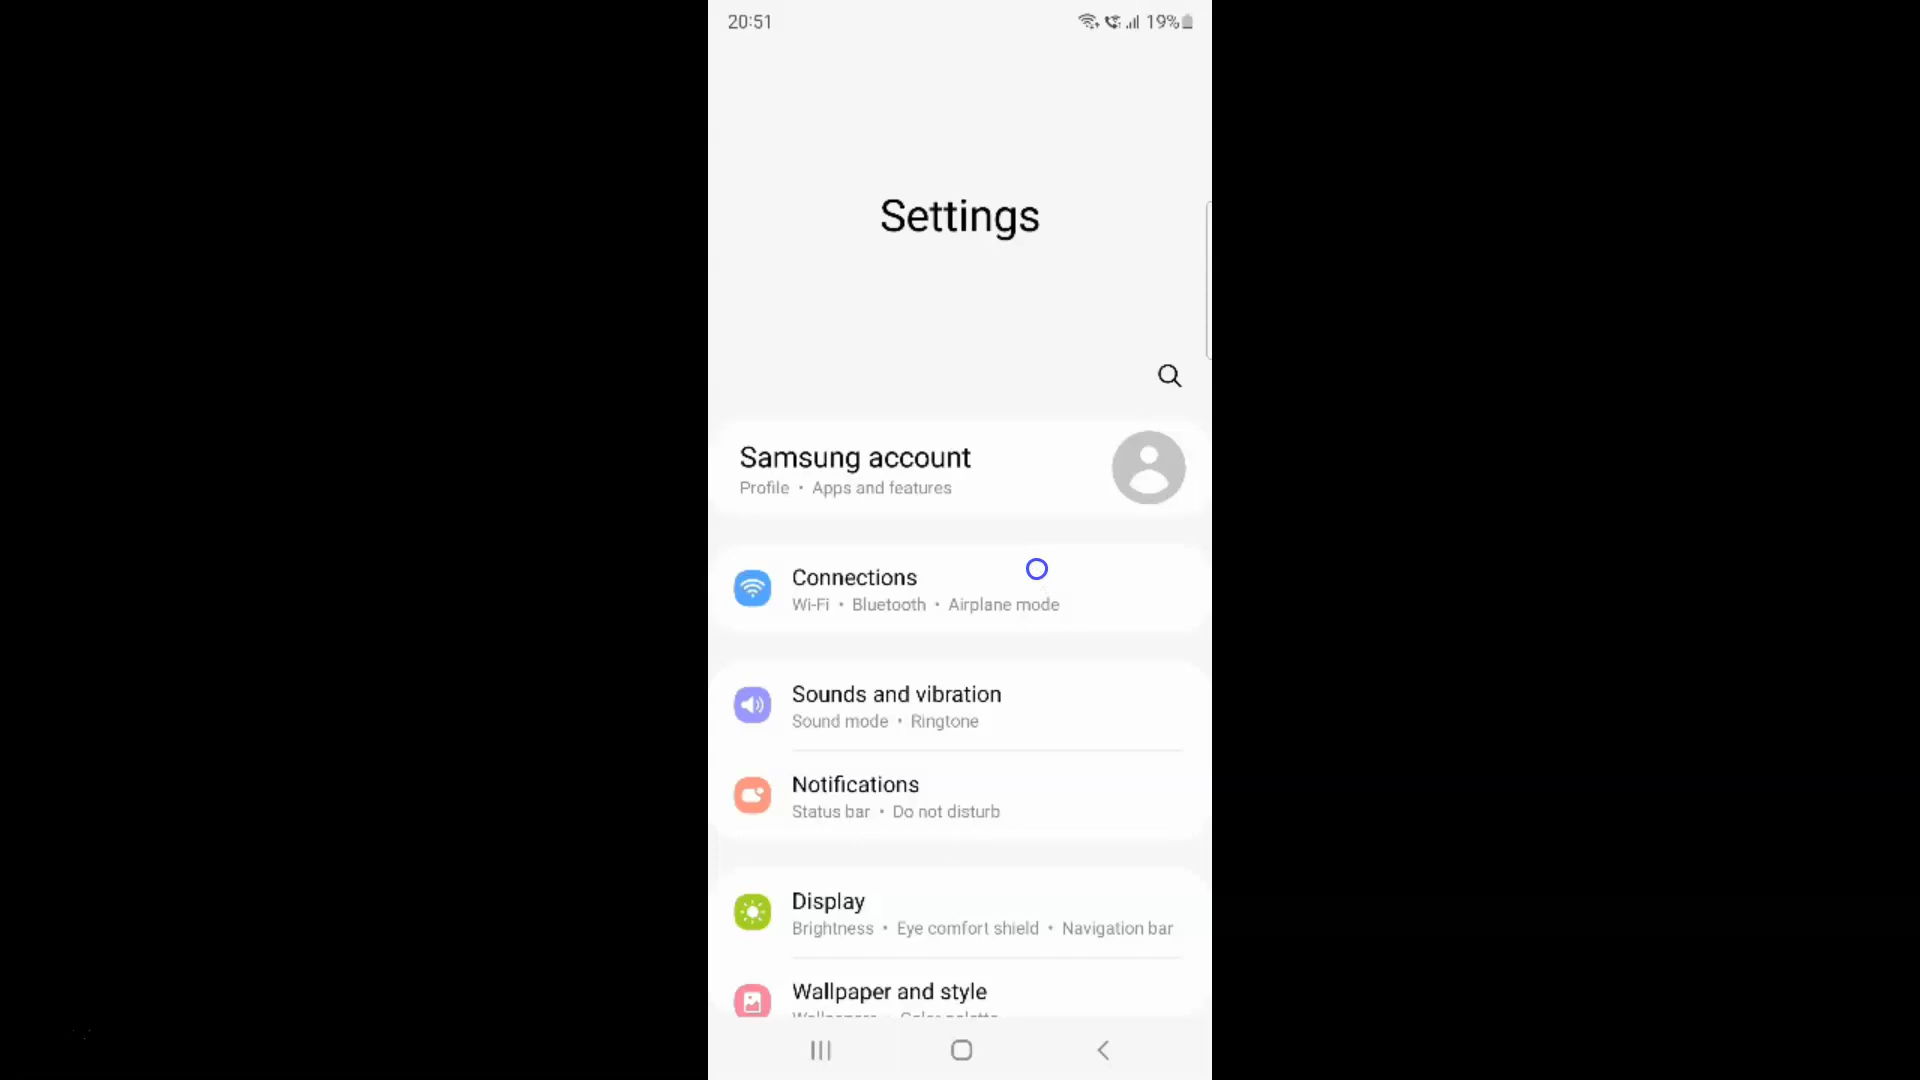 20:51
19%
Settings
Samsung account
Profile • Apps and features
Connections
Wi-Fi • Bluetooth • Airplane mode
Sounds and vibration
Sound mode • Ringtone
Notifications
Status bar • Do not disturb
Display
Brightness • Eye comfort shield • Navigation bar
Wallpaper and style